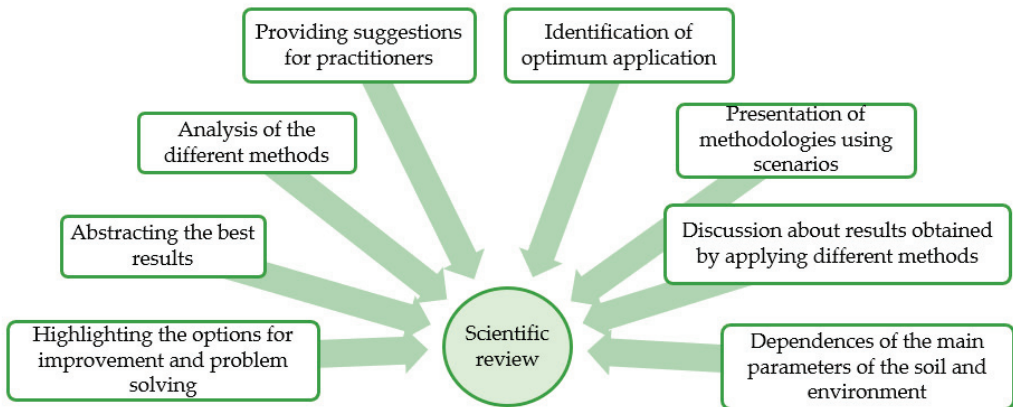 Providing suggestions
for practitioners
Identification of
optimum application
Analysis of the
different methods
Presentation of
methodologies using
scenarios
Abstracting the best
results
Discussion about results obtained
by applying different methods
Highlighting the options for
improvement and problem
solving
Scientific
review
Dependences of the main
parameters of the soil and
environment